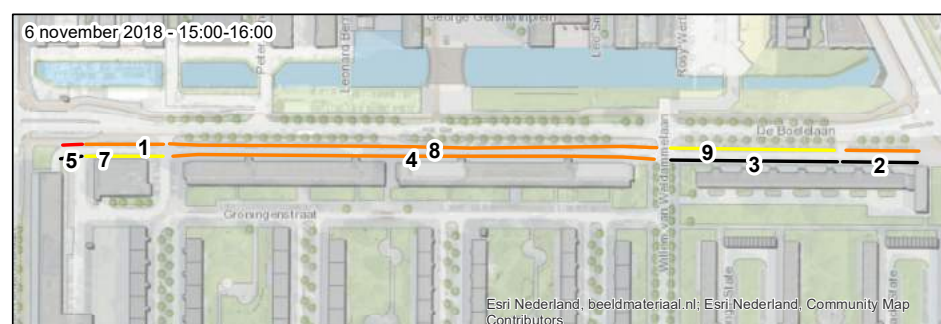 6 november 2018 - 15:00-16:00
George Gershwinplein
De Boelelaan
1
8
9
5
7
4
3
2
Groningenstraat
Willem van Weldammelaan
Esri Nederland, beeldmateriaal.nl; Esri Nederland, Community Map
Contributors